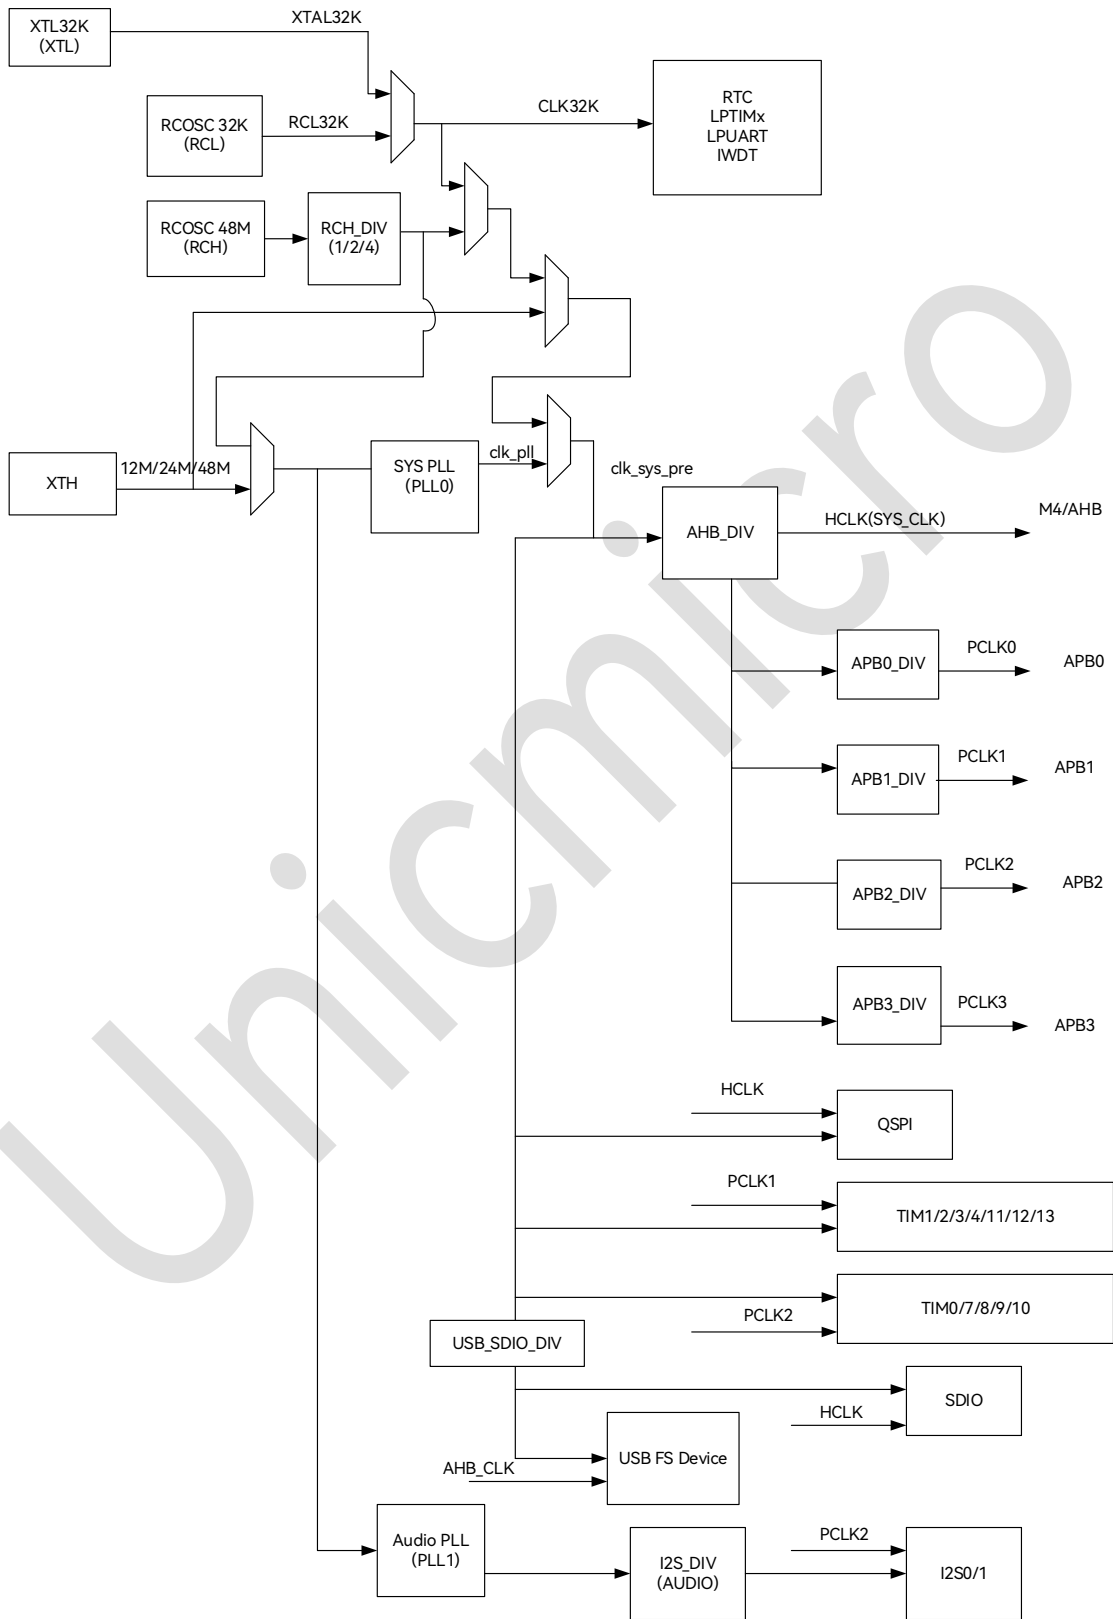 XTL32K
(XTL)
XTAL32K
RCOSC 32K
(RCL)
RCL32K
CLK32K
RTC
LPTIMx
LPUART
IWDT
RCOSC 48M
(RCH)
RCH_DIV
(1/2/4)
XTH
12M/24M/48M
SYS PLL
(PLL0)
clk_pll
clk_sys_pre
AHB_DIV
HCLK(SYS_CLK)
M4/AHB
APB0_DIV
PCLK0
APB0
APB1_DIV
PCLK1
APB1
APB2_DIV
PCLK2
APB2
APB3_DIV
PCLK3
APB3
HCLK
QSPI
PCLK1
TIM1/2/3/4/11/12/13
PCLK2
TIM0/7/8/9/10
USB_SDIO_DIV
HCLK
SDIO
AHB_CLK
USB FS Device
Audio PLL
(PLL1)
I2S_DIV
(AUDIO)
PCLK2
I2S0/1
Unicmicro